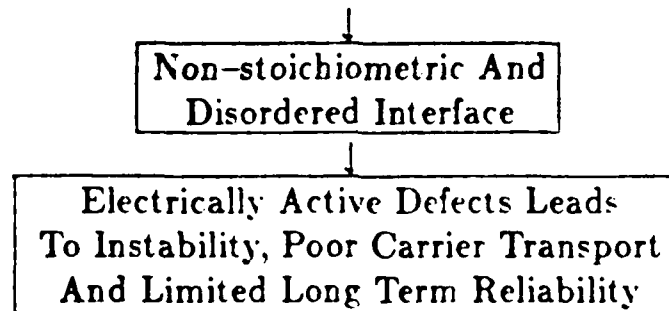 Non-stoichiometric And
Disordered Interface
Electrically Active Defects Leads
To Instability, Poor Carrier Transport
And Limited Long Term Reliability